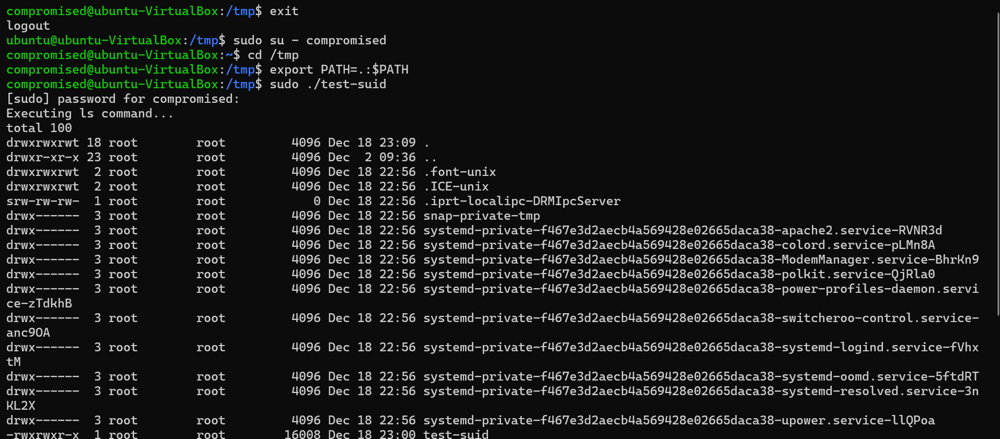 compromised@ubuntu-VirtualBox:/tmp$ exit
logout
ubuntu@ubuntu-VirtualBox:/tmp$ sudo su - compromised
compromised@ubuntu-VirtualBox:~$ cd /tmp
compromised@ubuntu-VirtualBox:/tmp$ export PATH=.:$PATH
compromised@ubuntu-VirtualBox:/tmp$ sudo ./test-suid
[sudo] password for compromised:
Executing ls command...
total 100
drwxrwxrwt 18 root        root         4096 Dec 18 23:09 .
drwxr-xr-x 23 root        root         4096 Dec  2 09:36 ..
drwxrwxrwt  2 root        root         4096 Dec 18 22:56 .font-unix
drwxrwxrwt  2 root        root         4096 Dec 18 22:56 .ICE-unix
srw-rw-rw-  1 root        root            0 Dec 18 22:56 .iprt-localipc-DRMIpcServer
drwx------  3 root        root         4096 Dec 18 22:56 snap-private-tmp
drwx------  3 root        root         4096 Dec 18 22:56 systemd-private-f467e3d2aecb4a569428e02665daca38-apache2.service-RVNR3d
drwx------  3 root        root         4096 Dec 18 22:56 systemd-private-f467e3d2aecb4a569428e02665daca38-colord.service-pLMn8A
drwx------  3 root        root         4096 Dec 18 22:56 systemd-private-f467e3d2aecb4a569428e02665daca38-ModemManager.service-BhrKn9
drwx------  3 root        root         4096 Dec 18 22:56 systemd-private-f467e3d2aecb4a569428e02665daca38-polkit.service-QjRla0
drwx------  3 root        root         4096 Dec 18 22:56 systemd-private-f467e3d2aecb4a569428e02665daca38-power-profiles-daemon.servi
ce-zTdkhB
drwx------  3 root        root         4096 Dec 18 22:56 systemd-private-f467e3d2aecb4a569428e02665daca38-switcheroo-control.service-
anc9OA
drwx------  3 root        root         4096 Dec 18 22:56 systemd-private-f467e3d2aecb4a569428e02665daca38-systemd-logind.service-fVhx
tM
drwx------  3 root        root         4096 Dec 18 22:56 systemd-private-f467e3d2aecb4a569428e02665daca38-systemd-oomd.service-5ftdRT
drwx------  3 root        root         4096 Dec 18 22:56 systemd-private-f467e3d2aecb4a569428e02665daca38-systemd-resolved.service-3n
KL2X
drwx------  3 root        root         4096 Dec 18 22:56 systemd-private-f467e3d2aecb4a569428e02665daca38-upower.service-llQPoa
-rwxrwxr-x  1 root        root        16008 Dec 18 23:00 test-suid